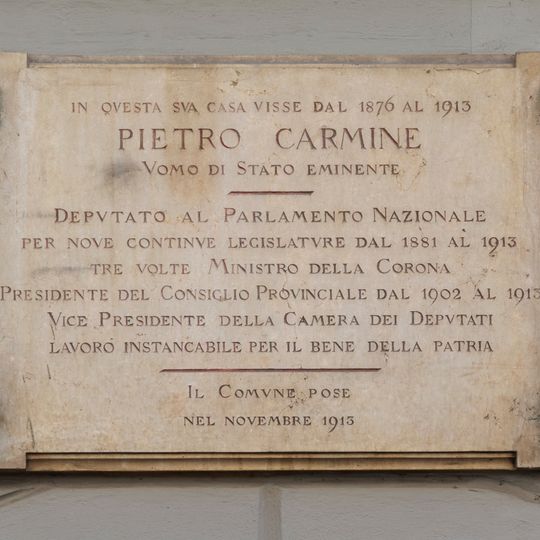 IN QVESTA SVA CASA VISSE DAL 1876 AL 1913
PIETRO CARMINE
VOMO DI STATO EMINENTE
DEPVTATO AL PARLAMENTO NAZIONALE
PER NOVE CONTINVE LEGISLATVRE DAL 1881 AL 1913
TRE VOLTE MINISTRO DELLA CORONA
PRESIDENTE DEL CONSIGLIO PROVINCIALE DAL 1902 AL 1913
VICE PRESIDENTE DELLA CAMERA DEI DEPVTATI
LAVORÒ INSTANCABILE PER IL BENE DELLA PATRIA
IL COMVNE POSE
NEL NOVEMBRE 1913